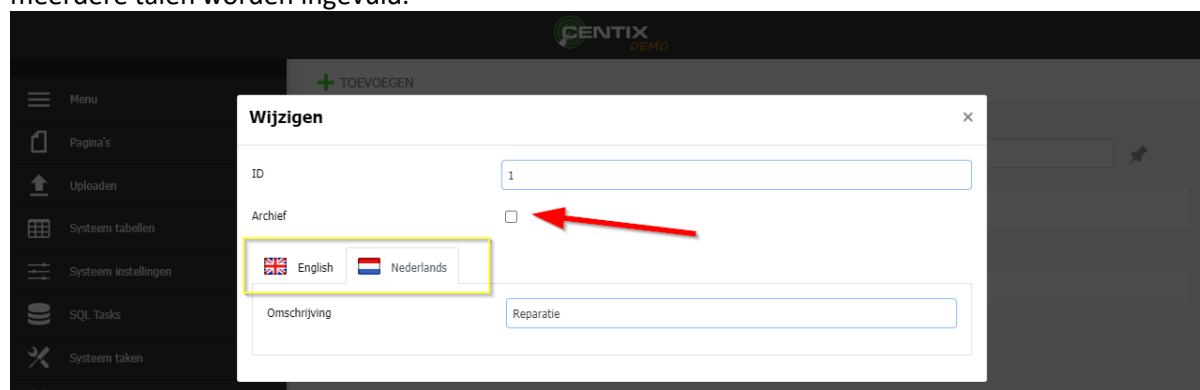 meerdere talen worden ingevuld.
CENTIX
DEMO
TOEVOEGEN
Menu
Wijzigen
×
Pagina's
ID
1
Uploaden
Archief
Systeem tabellen
English
Nederlands
Systeem instellingen
Omschrijving
Reparatie
SQL Tasks
Systeem taken